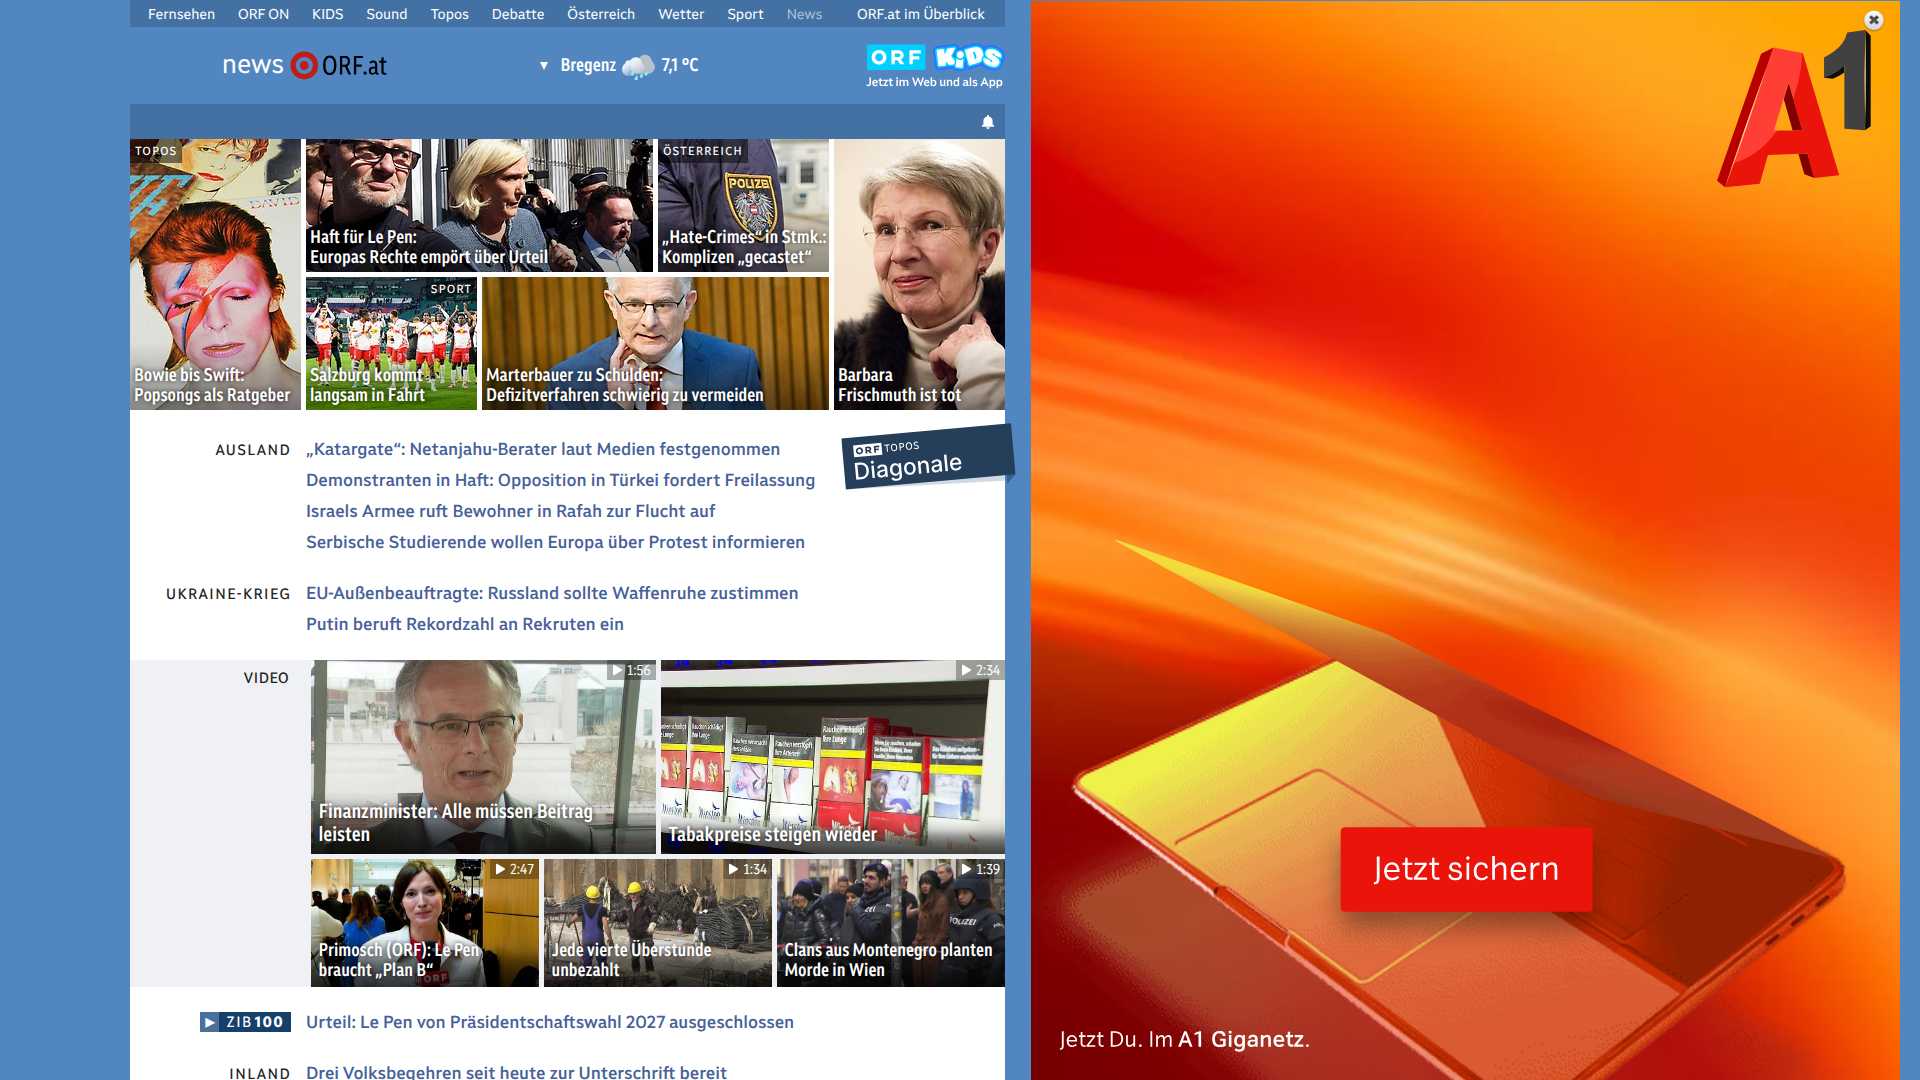 Fernsehen ORF ON KIDS Sound Topos Debatte Österreich Wetter Sport News ORF.at im Überblick
news ORF.at
▼ Bregenz 7,1 °C
ORF KiDS
Jetzt im Web und als App
TOPOS
DAVID
Bowie bis Swift:
Popsongs als Ratgeber
Haft für Le Pen:
Europas Rechte empört über Urteil
ÖSTERREICH
POLIZEI
„Hate-Crimes“ in Stmk.:
Komplizen „gecastet“
SPORT
Salzburg kommt
langsam in Fahrt
Marterbauer zu Schulden:
Defizitverfahren schwierig zu vermeiden
Barbara
Frischmuth ist tot
AUSLAND
„Katargate“: Netanjahu-Berater laut Medien festgenommen
Demonstranten in Haft: Opposition in Türkei fordert Freilassung
Israels Armee ruft Bewohner in Rafah zur Flucht auf
Serbische Studierende wollen Europa über Protest informieren
ORF TOPOS
Diagonale
UKRAINE-KRIEG
EU-Außenbeauftragte: Russland sollte Waffenruhe zustimmen
Putin beruft Rekordzahl an Rekruten ein
VIDEO
1:56
Finanzminister: Alle müssen Beitrag
leisten
2:34
Tabakpreise steigen wieder
2:47
Primosch (ORF): Le Pen
braucht „Plan B“
ORF
1:34
Jede vierte Überstunde
unbezahlt
1:39
POLIZEI
Clans aus Montenegro planten
Morde in Wien
ZIB100
Urteil: Le Pen von Präsidentschaftswahl 2027 ausgeschlossen
INLAND
Drei Volksbegehren seit heute zur Unterschrift bereit
A1
Jetzt sichern
Jetzt Du. Im A1 Giganetz.